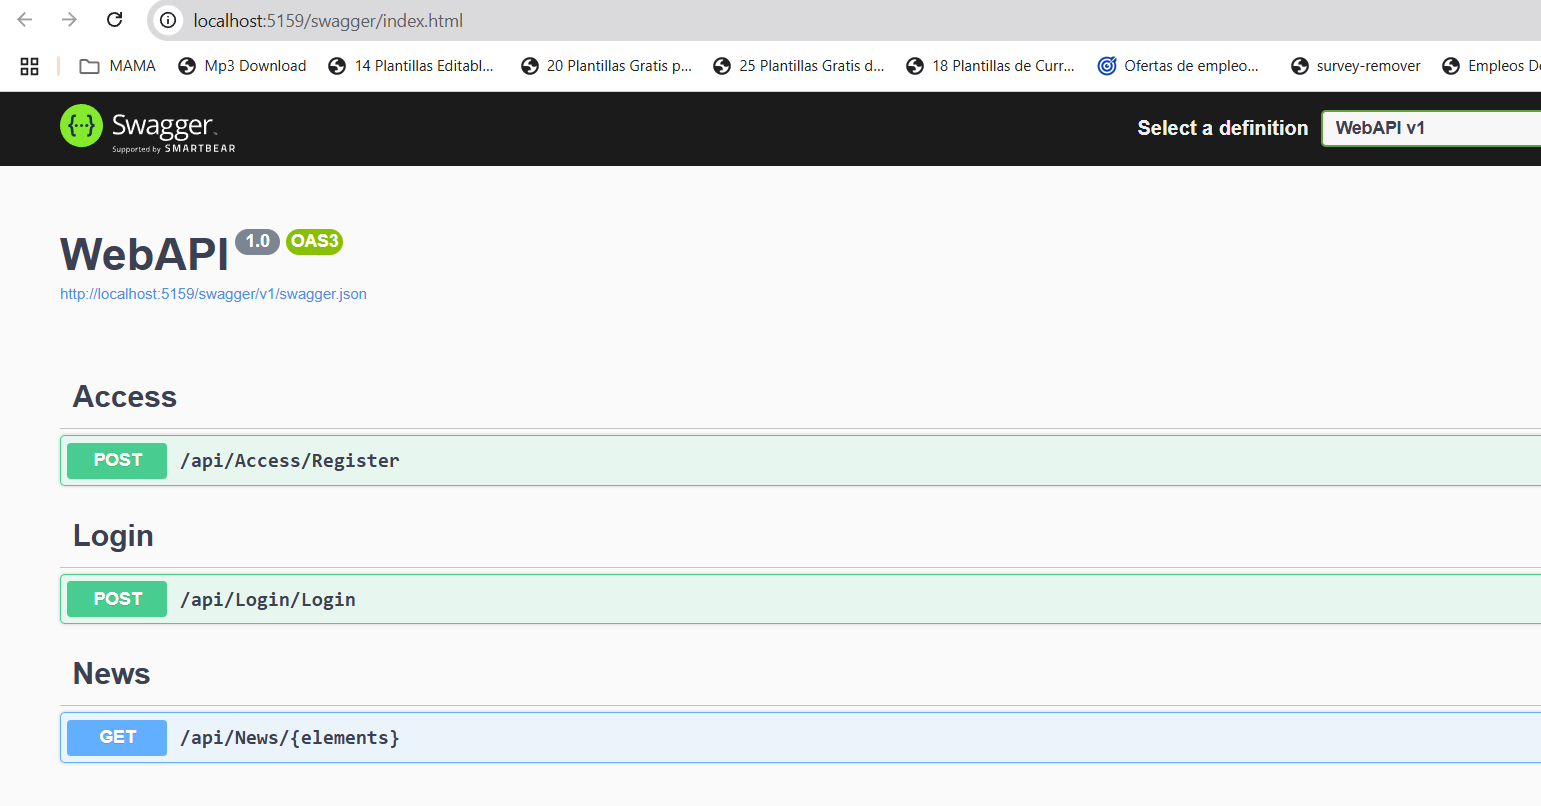 localhost:5159/swagger/index.html
MAMA Mp3 Download 14 Plantillas Editabl... 20 Plantillas Gratis p... 25 Plantillas Gratis d... 18 Plantillas de Curr... Ofertas de empleo... survey-remover Empleos De
{···} Swagger™ Select a definition WebAPI v1
Supported by SMARTBEAR
WebAPI 1.0 OAS3
http://localhost:5159/swagger/v1/swagger.json
Access
POST /api/Access/Register
Login
POST /api/Login/Login
News
GET /api/News/{elements}